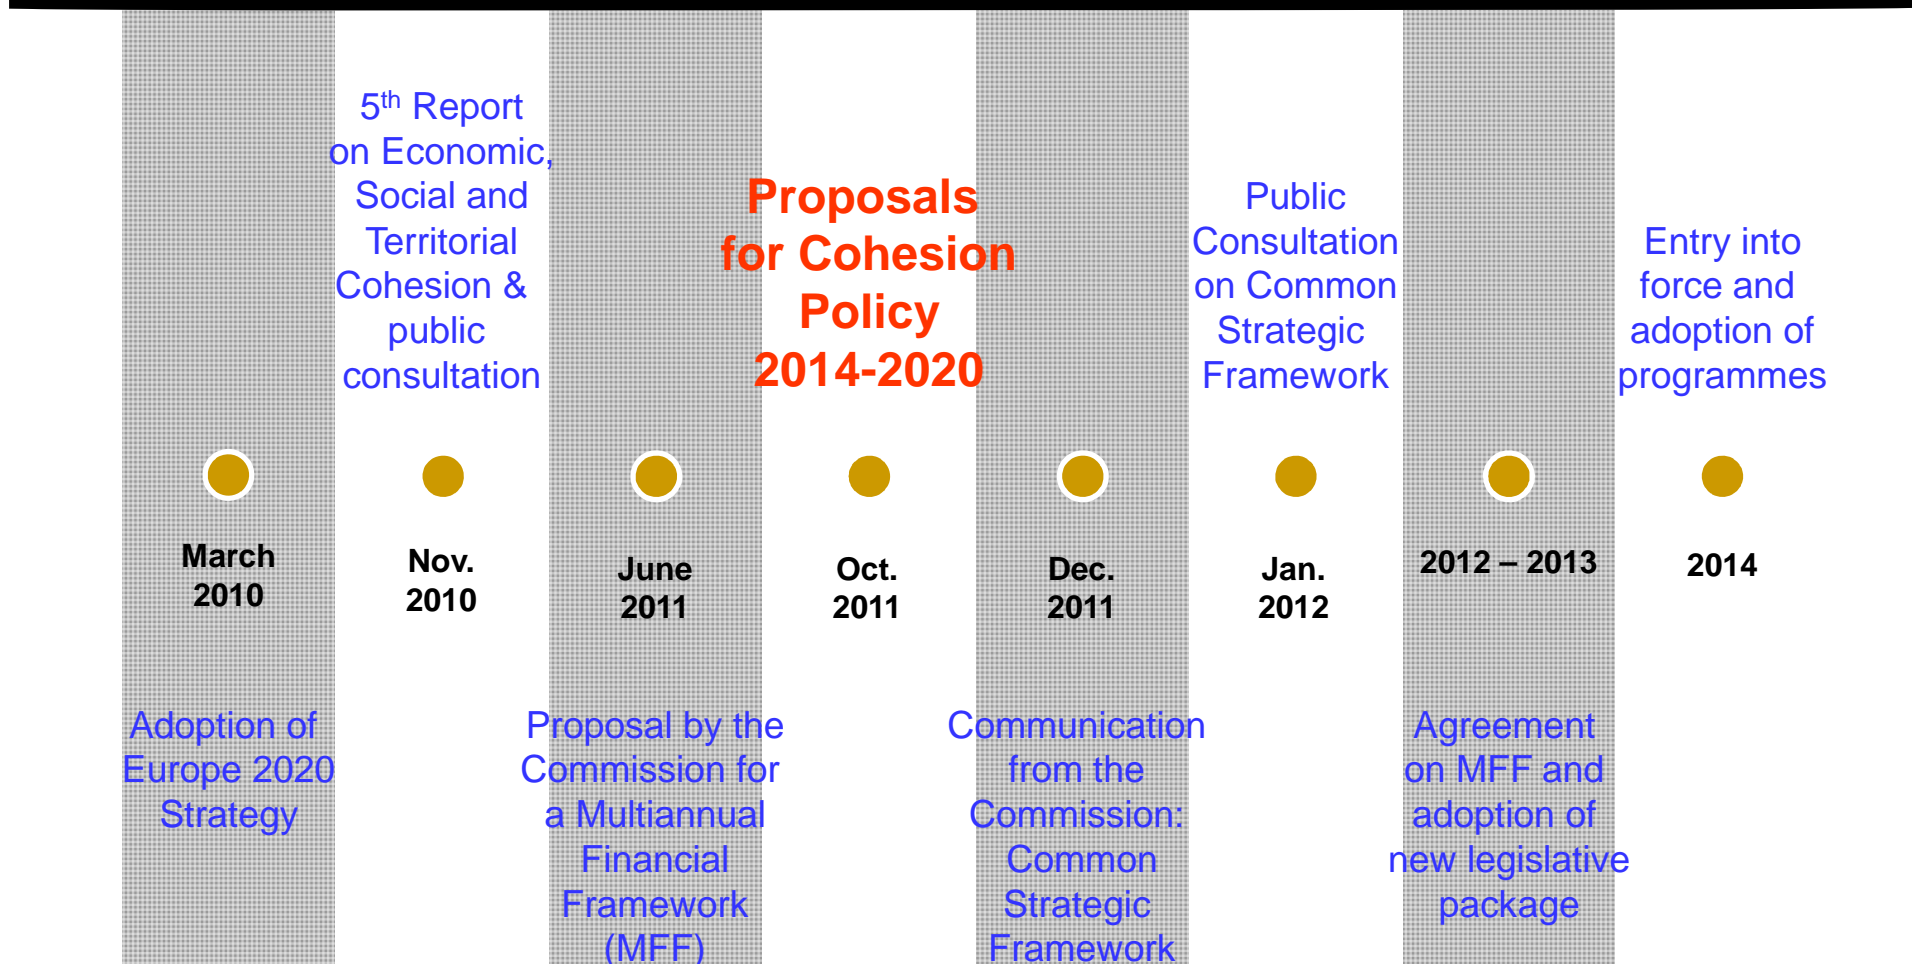 5th Report
on Economic,
Social and
Territorial
Cohesion &
public
consultation
Proposals
for Cohesion
Policy
2014-2020
Public
Consultation
on Common
Strategic
Framework
Entry into
force and
adoption of
programmes
March
2010
Nov.
2010
June
2011
Oct.
2011
Dec.
2011
Jan.
2012
2012 – 2013
2014
Adoption of
Europe 2020
Strategy
Proposal by the
Commission for
a Multiannual
Financial
Framework
(MFF)
Communication
from the
Commission:
Common
Strategic
Framework
Agreement
on MFF and
adoption of
new legislative
package